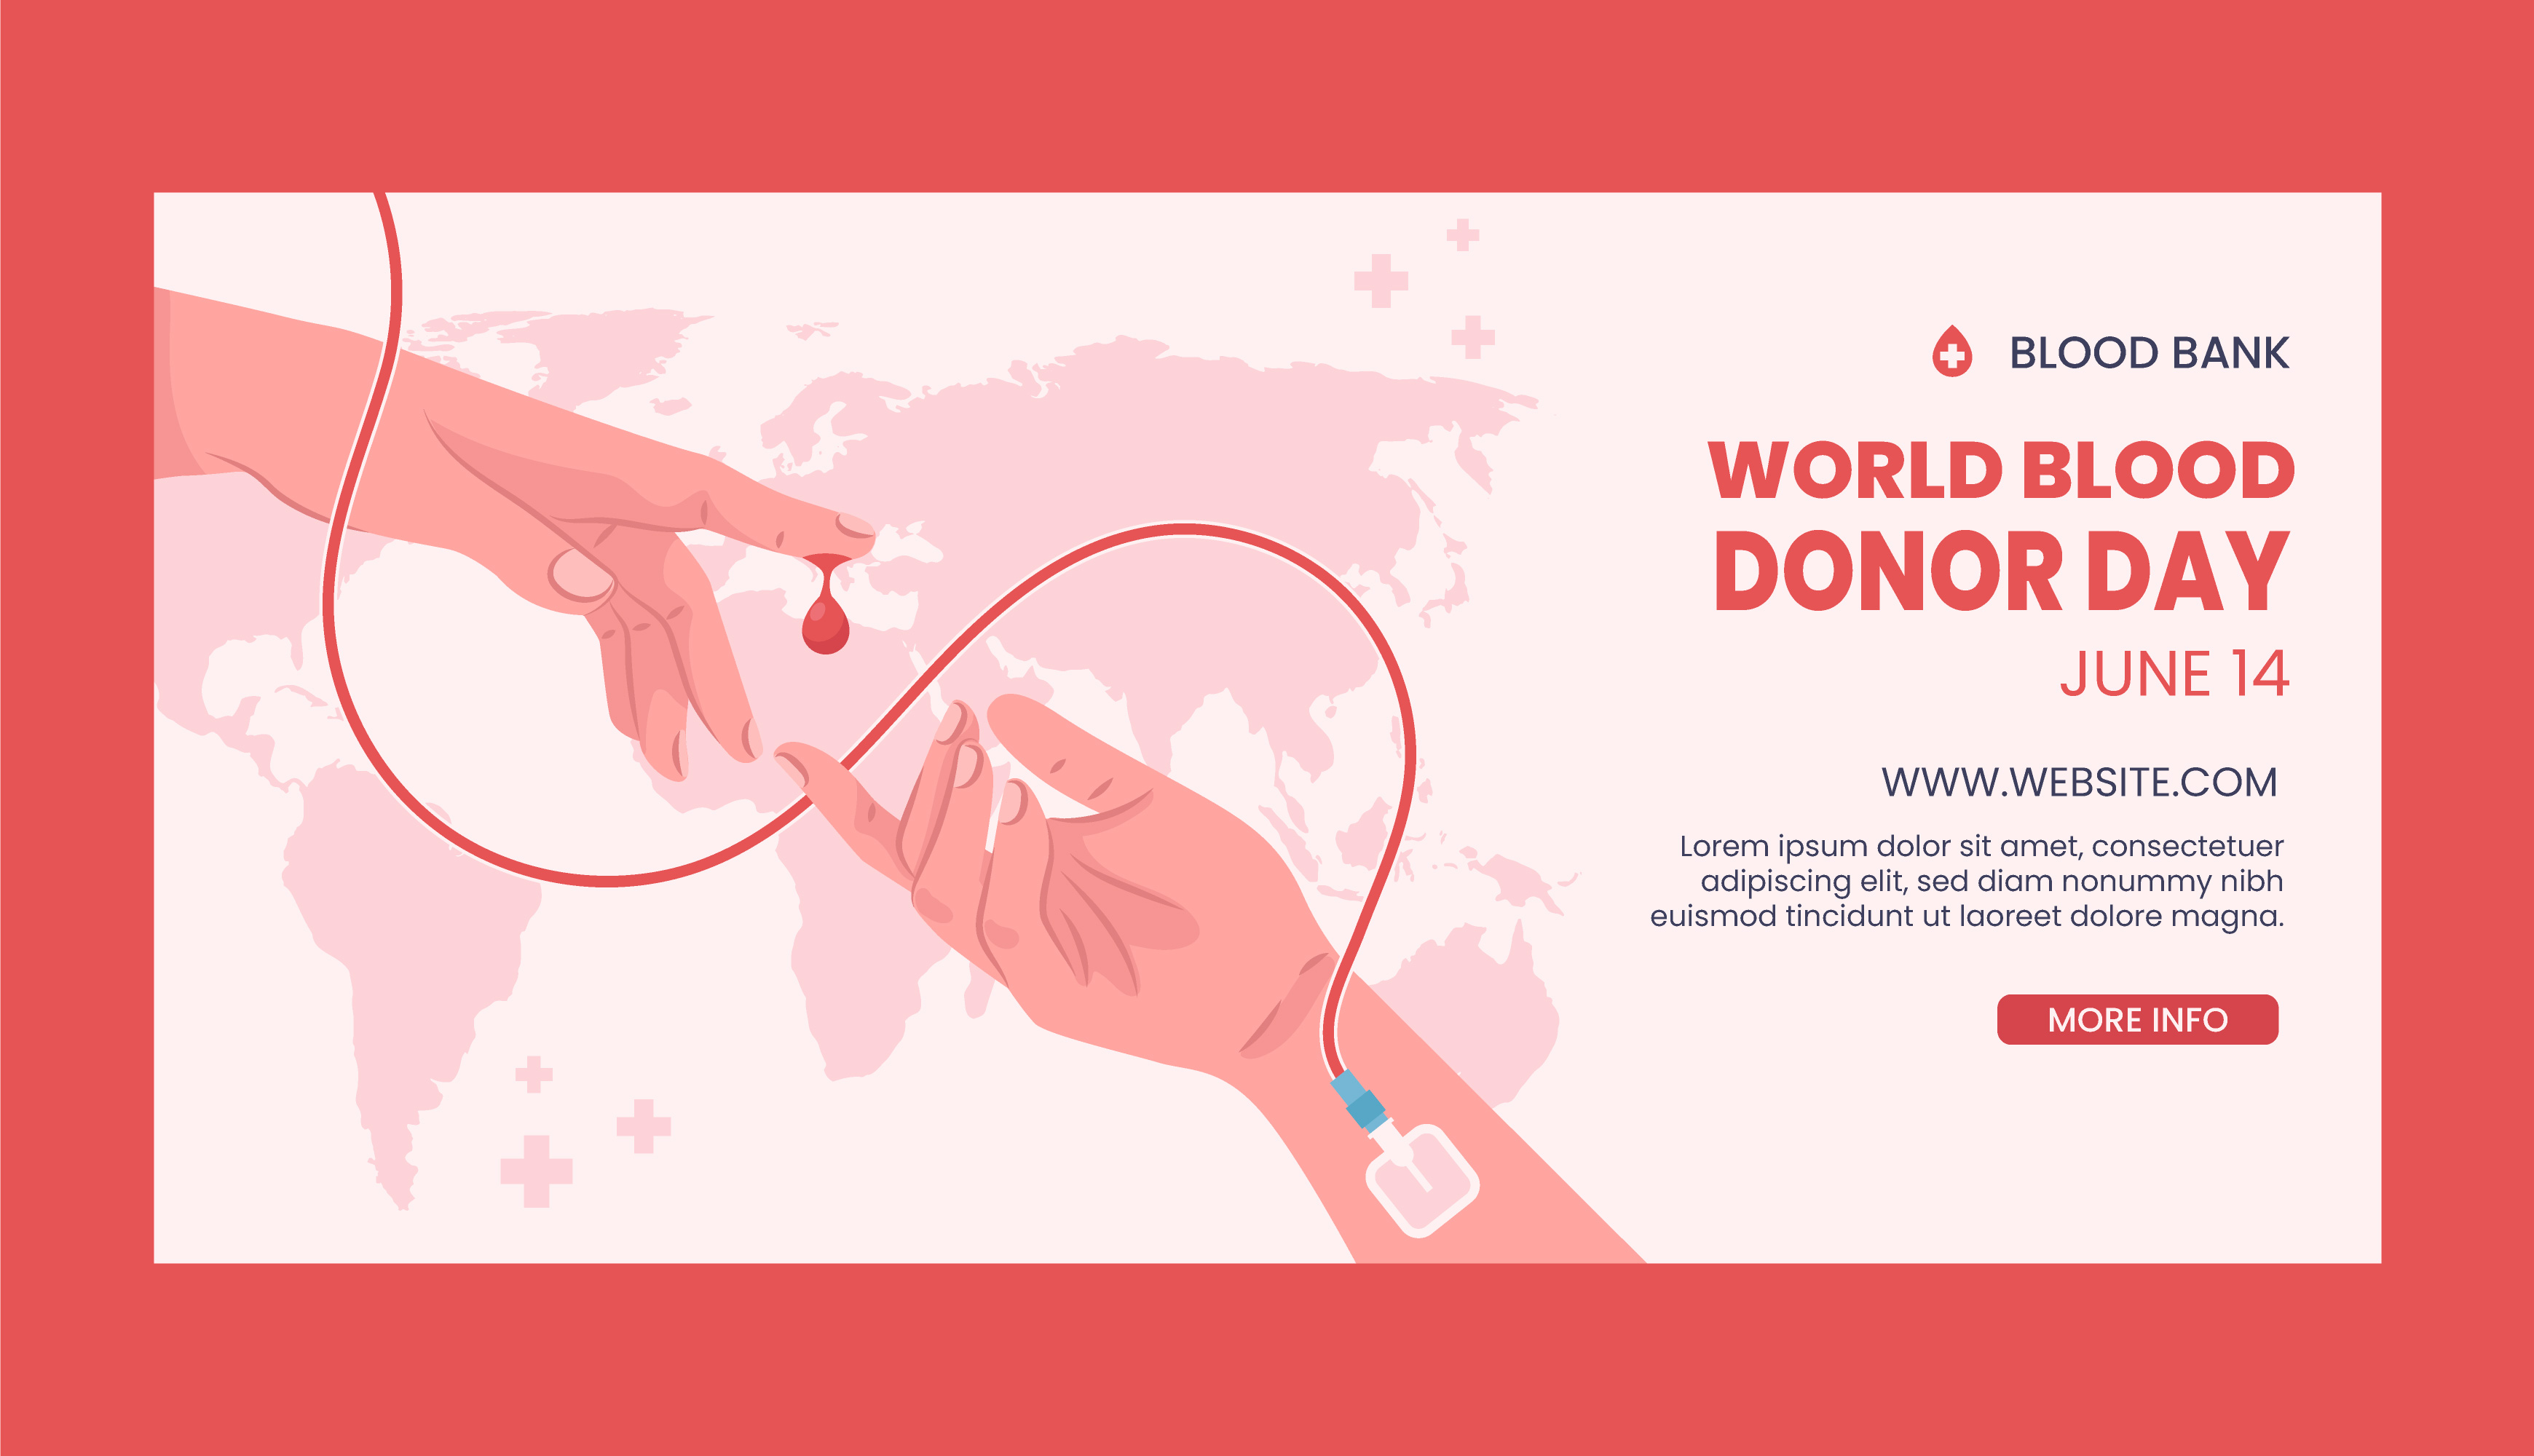 BLOOD BANK
WORLD BLOOD
DONOR DAY
JUNE 14
WWW.WEBSITE.COM
Lorem ipsum dolor sit amet, consectetuer
adipiscing elit, sed diam nonummy nibh
euismod tincidunt ut laoreet dolore magna.
MORE INFO